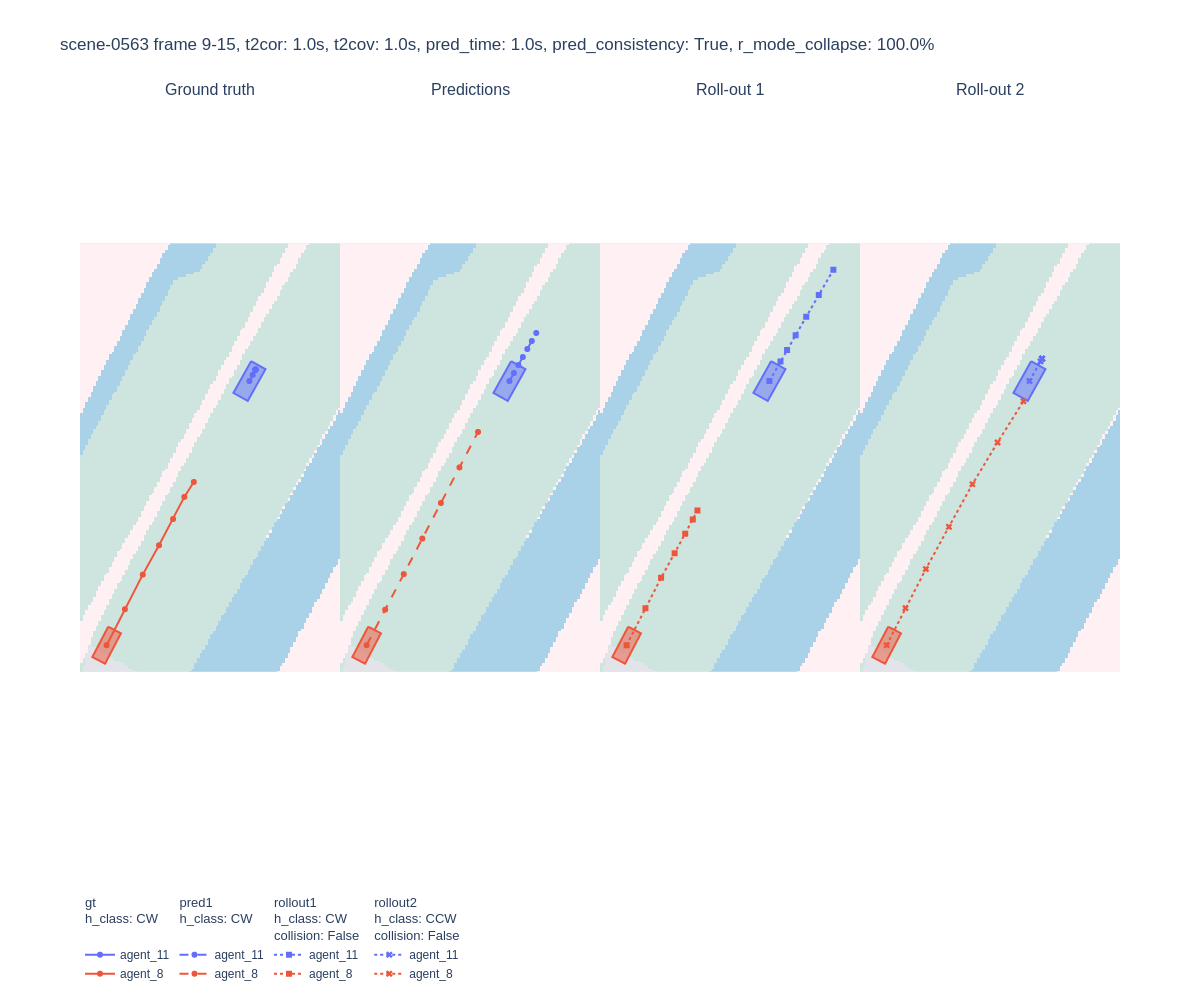 scene-0563 frame 9-15, t2cor: 1.0s, t2cov: 1.0s, pred_time: 1.0s, pred_consistency: True, r_mode_collapse: 100.0%
Ground truth
Predictions
Roll-out 1
Roll-out 2
gt
h_class: CW
agent_11
agent_8
pred1
h_class: CW
agent_11
agent_8
rollout1
h_class: CW
collision: False
agent_11
agent_8
rollout2
h_class: CCW
collision: False
agent_11
agent_8